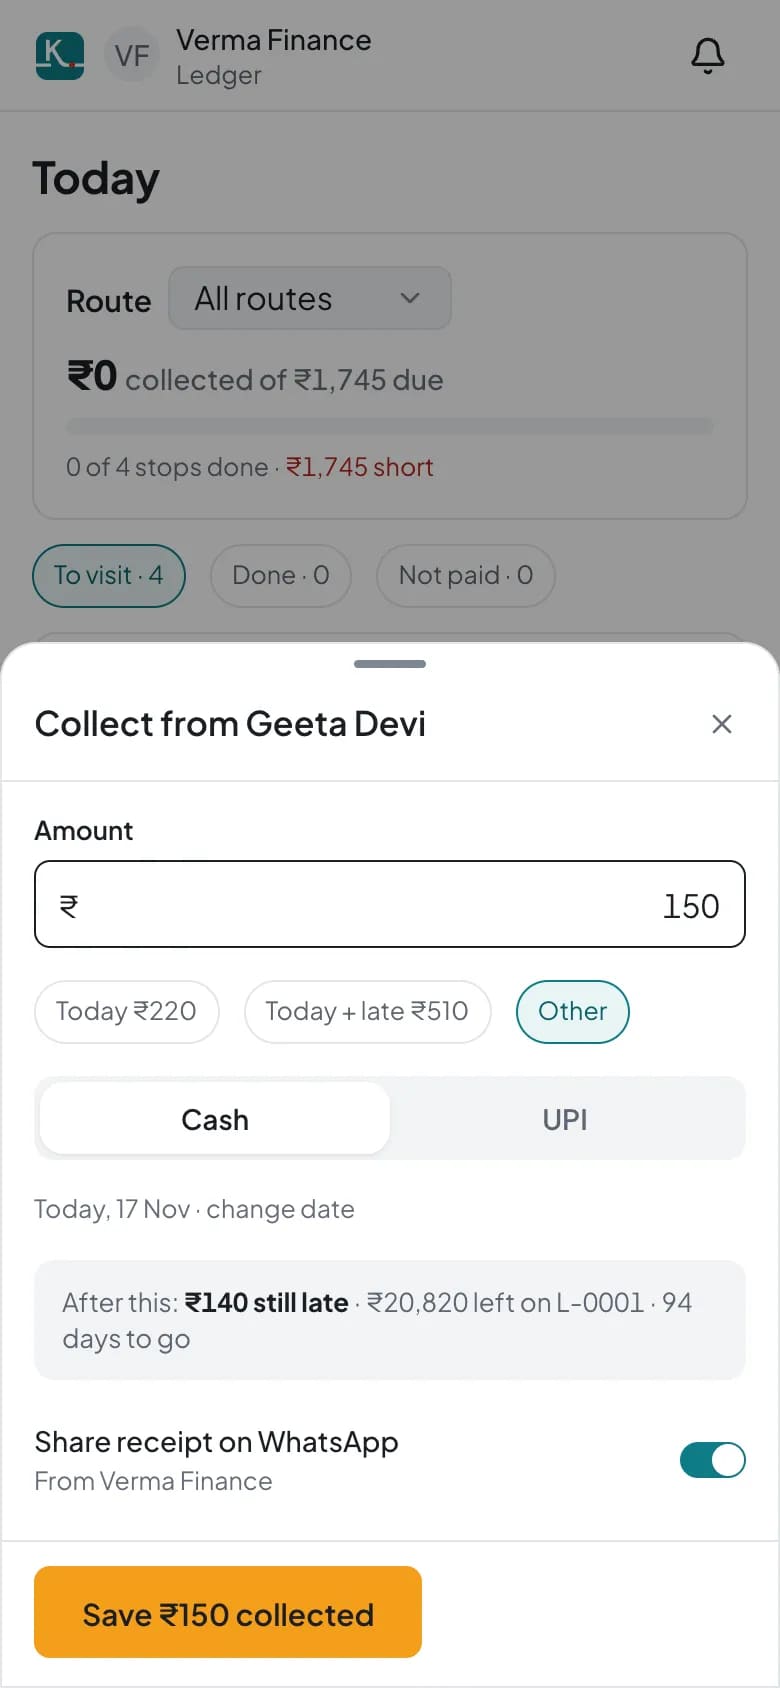 K.
VF
Verma Finance
Ledger
Today
Route
All routes
₹0 collected of ₹1,745 due
0 of 4 stops done · ₹1,745 short
To visit · 4
Done · 0
Not paid · 0
Collect from Geeta Devi
Amount
₹ 150
Today ₹220
Today + late ₹510
Other
Cash
UPI
Today, 17 Nov · change date
After this: ₹140 still late · ₹20,820 left on L-0001 · 94
days to go
Share receipt on WhatsApp
From Verma Finance
Save ₹150 collected